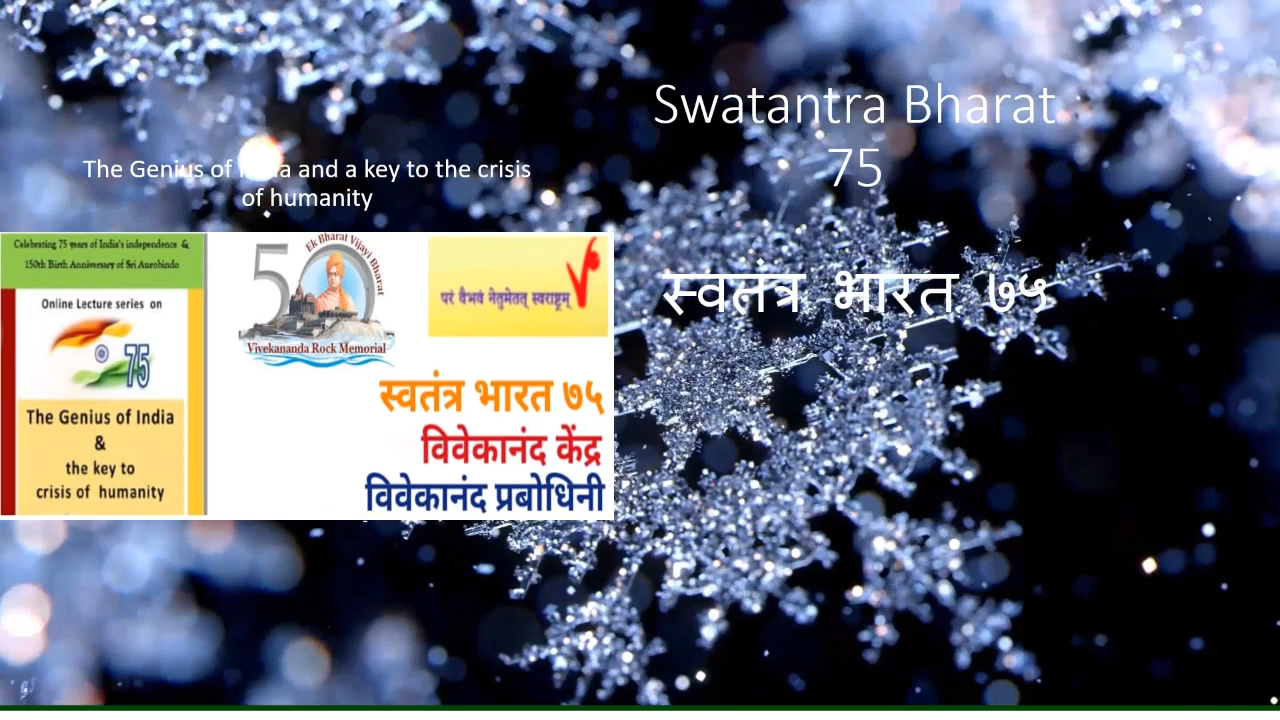 Swatantra Bharat
75
स्वतंत्र भारत ७५
The Genius of India and a key to the crisis
of humanity
Celebrating 75 years of India's independence &
150th Birth Anniversary of Sri Aurobindo
Online Lecture series on
75
The Genius of India
&
the key to
crisis of humanity
50
Ek Bharat Vijayi Bharat
Vivekananda Rock Memorial
परं वैभवं नेतुमेतत् स्वराष्ट्रम्
स्वतंत्र भारत ७५
विवेकानंद केंद्र
विवेकानंद प्रबोधिनी